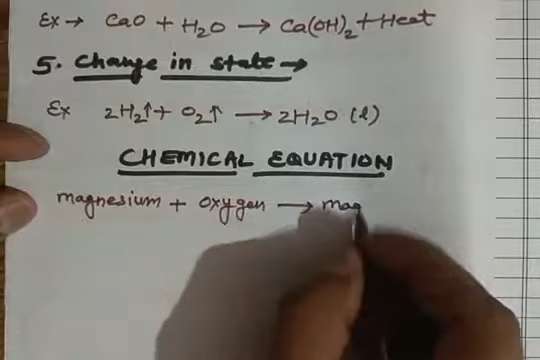 Ex → CaO + H₂O → Ca(OH)₂ + Heat
5. Change in state →
Ex 2H₂↑ + O₂↑ → 2H₂O (l)
CHEMICAL EQUATION
magnesium + oxygen → mag